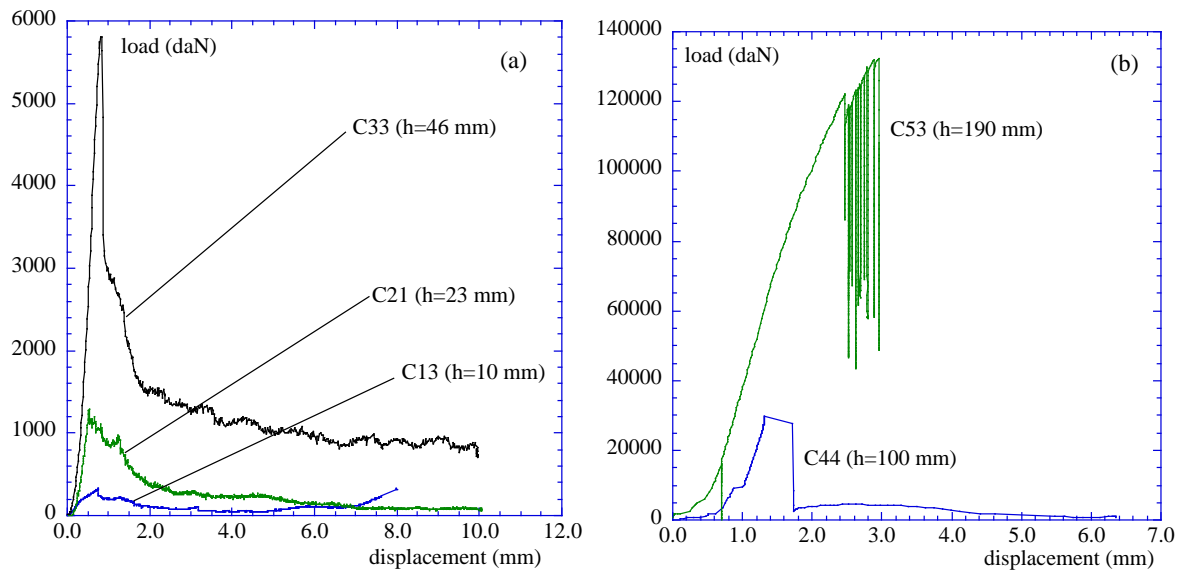 6000
load (daN)
(a)
5000
C33 (h=46 mm)
4000
3000
C21 (h=23 mm)
2000
C13 (h=10 mm)
1000
0
0.0 2.0 4.0 6.0 8.0 10.0 12.0
displacement (mm)
140000
load (daN)
(b)
120000
C53 (h=190 mm)
100000
80000
60000
40000
20000
C44 (h=100 mm)
0
0.0 1.0 2.0 3.0 4.0 5.0 6.0 7.0
displacement (mm)